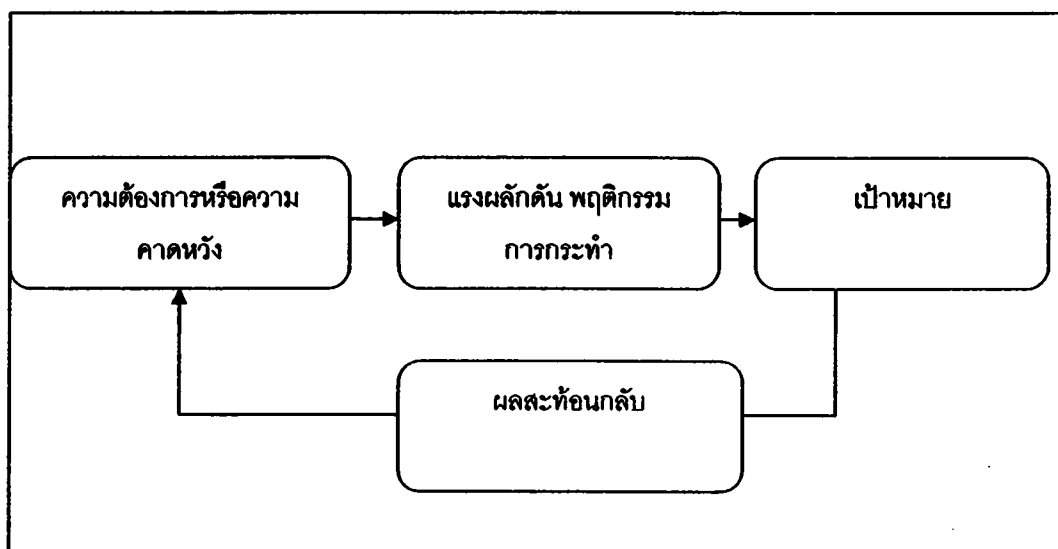 ความต้องการหรือความ
คาดหวัง
แรงผลักดัน พฤติกรรม
การกระทำ
เป้าหมาย
ผลสะท้อนกลับ